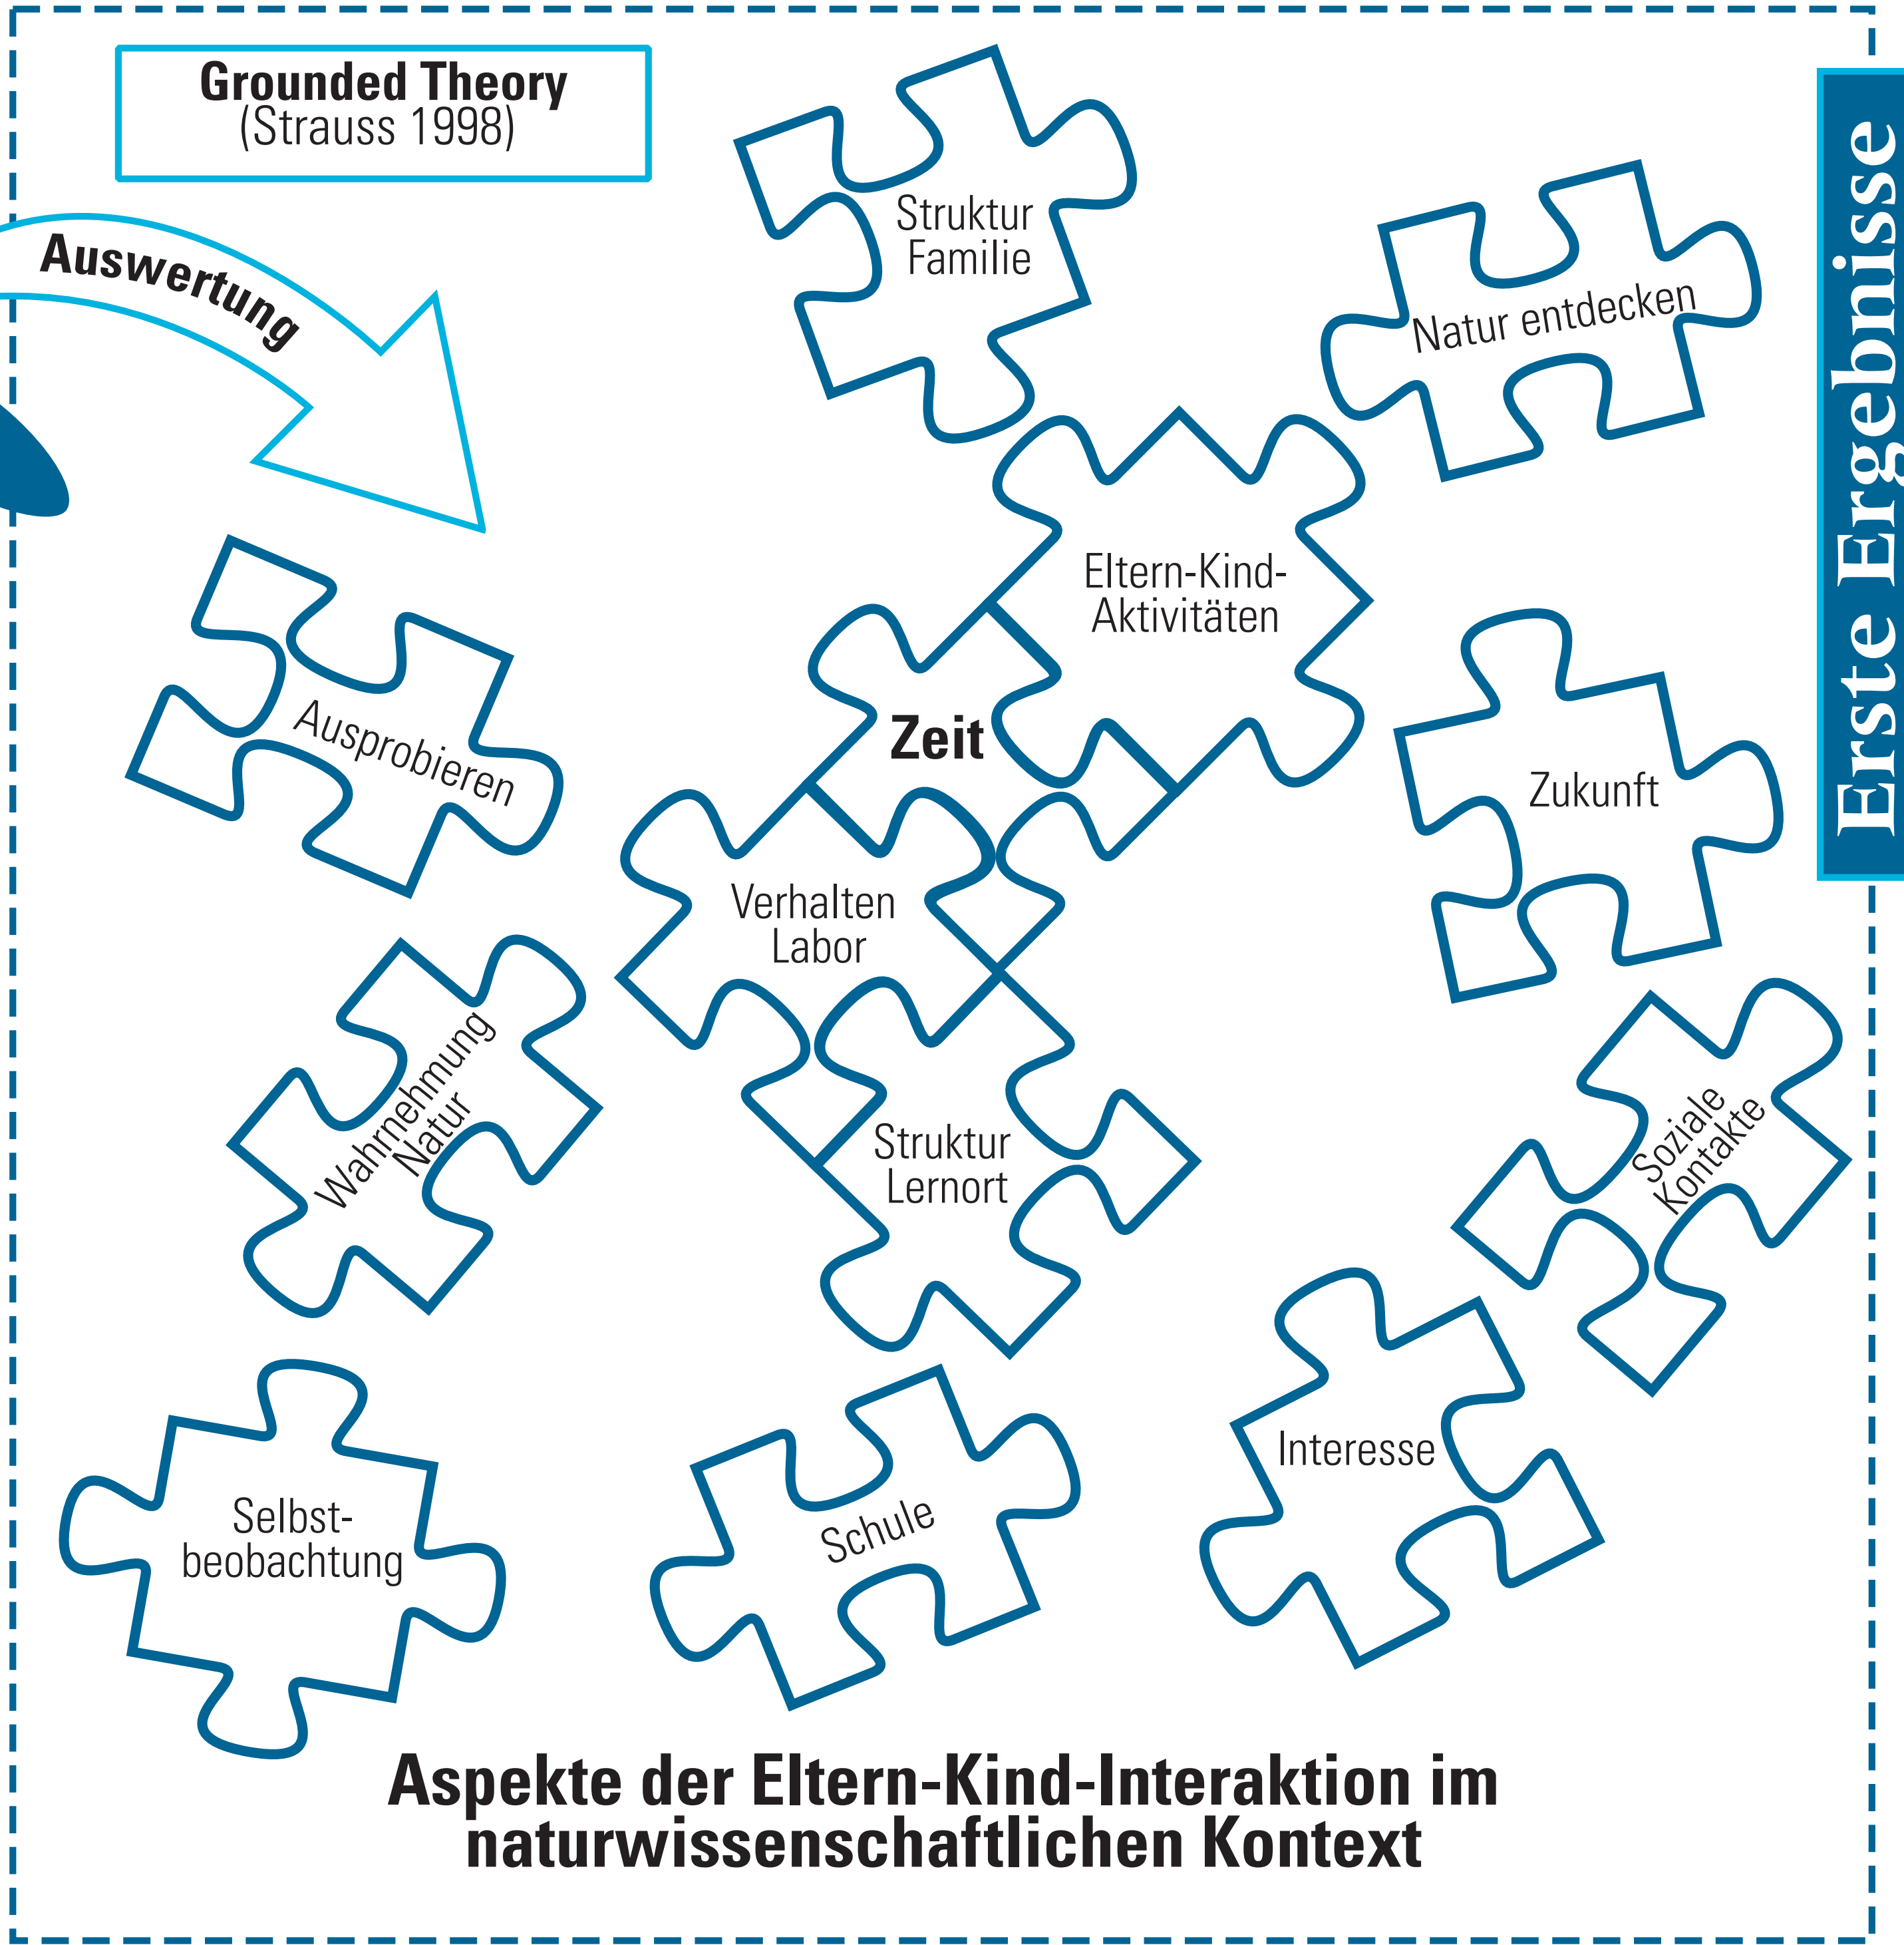 Grounded Theory
(Strauss 1998)
Auswertung
Erste Ergebnisse
Struktur
Familie
Natur entdecken
Eltern-Kind-
Aktivitäten
Ausprobieren
Zeit
Zukunft
Verhalten
Labor
Wahrnehmung
Natur
Struktur
Lernort
Soziale
Kontakte
Interesse
Selbst-
beobachtung
Schule
Aspekte der Eltern-Kind-Interaktion im
naturwissenschaftlichen Kontext